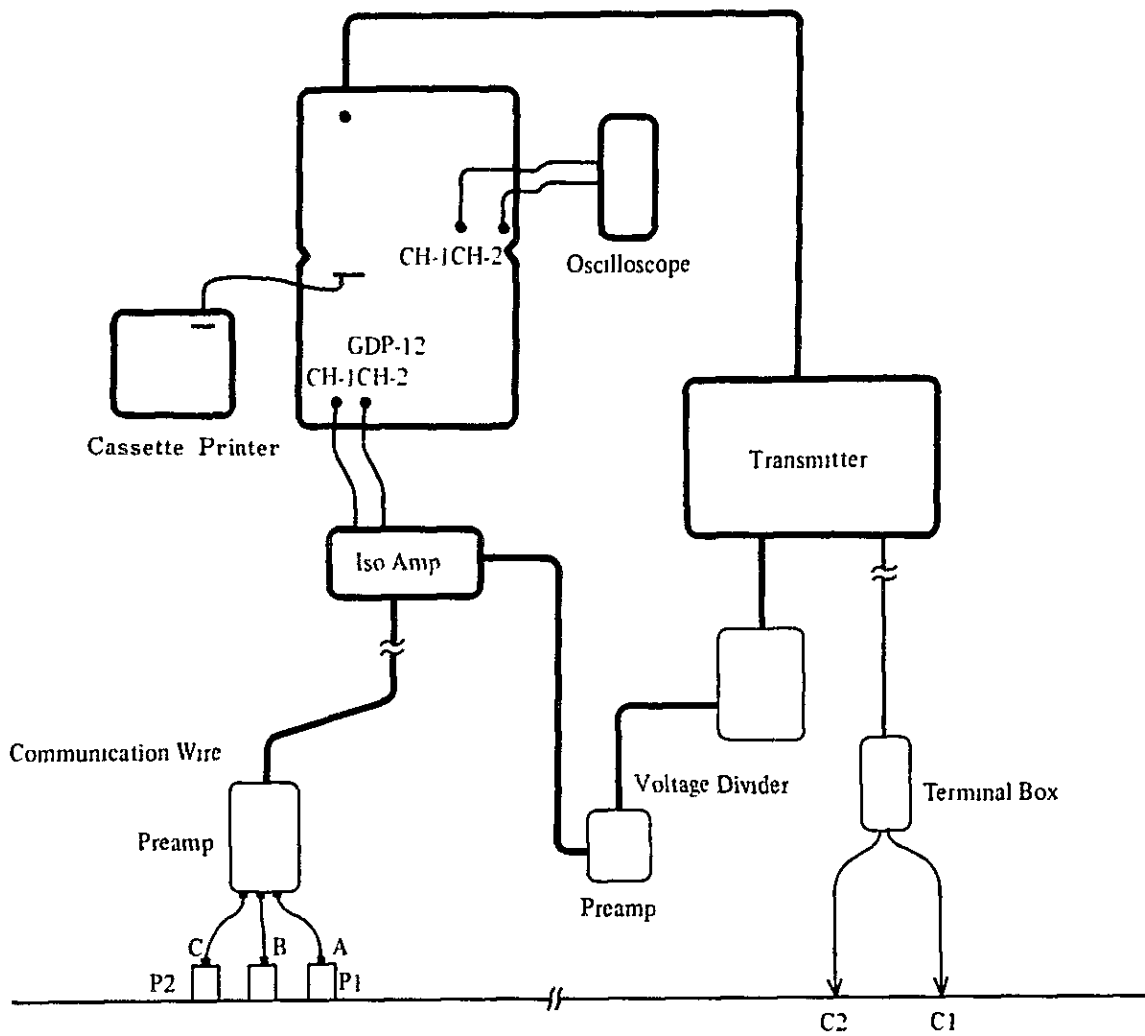 CH-1CH-2
Oscilloscope
GDP-12
CH-1CH-2
Cassette Printer
Transmitter
Iso Amp
Communication Wire
Voltage Divider
Terminal Box
Preamp
Preamp
C B A
P2 P1
C2 C1